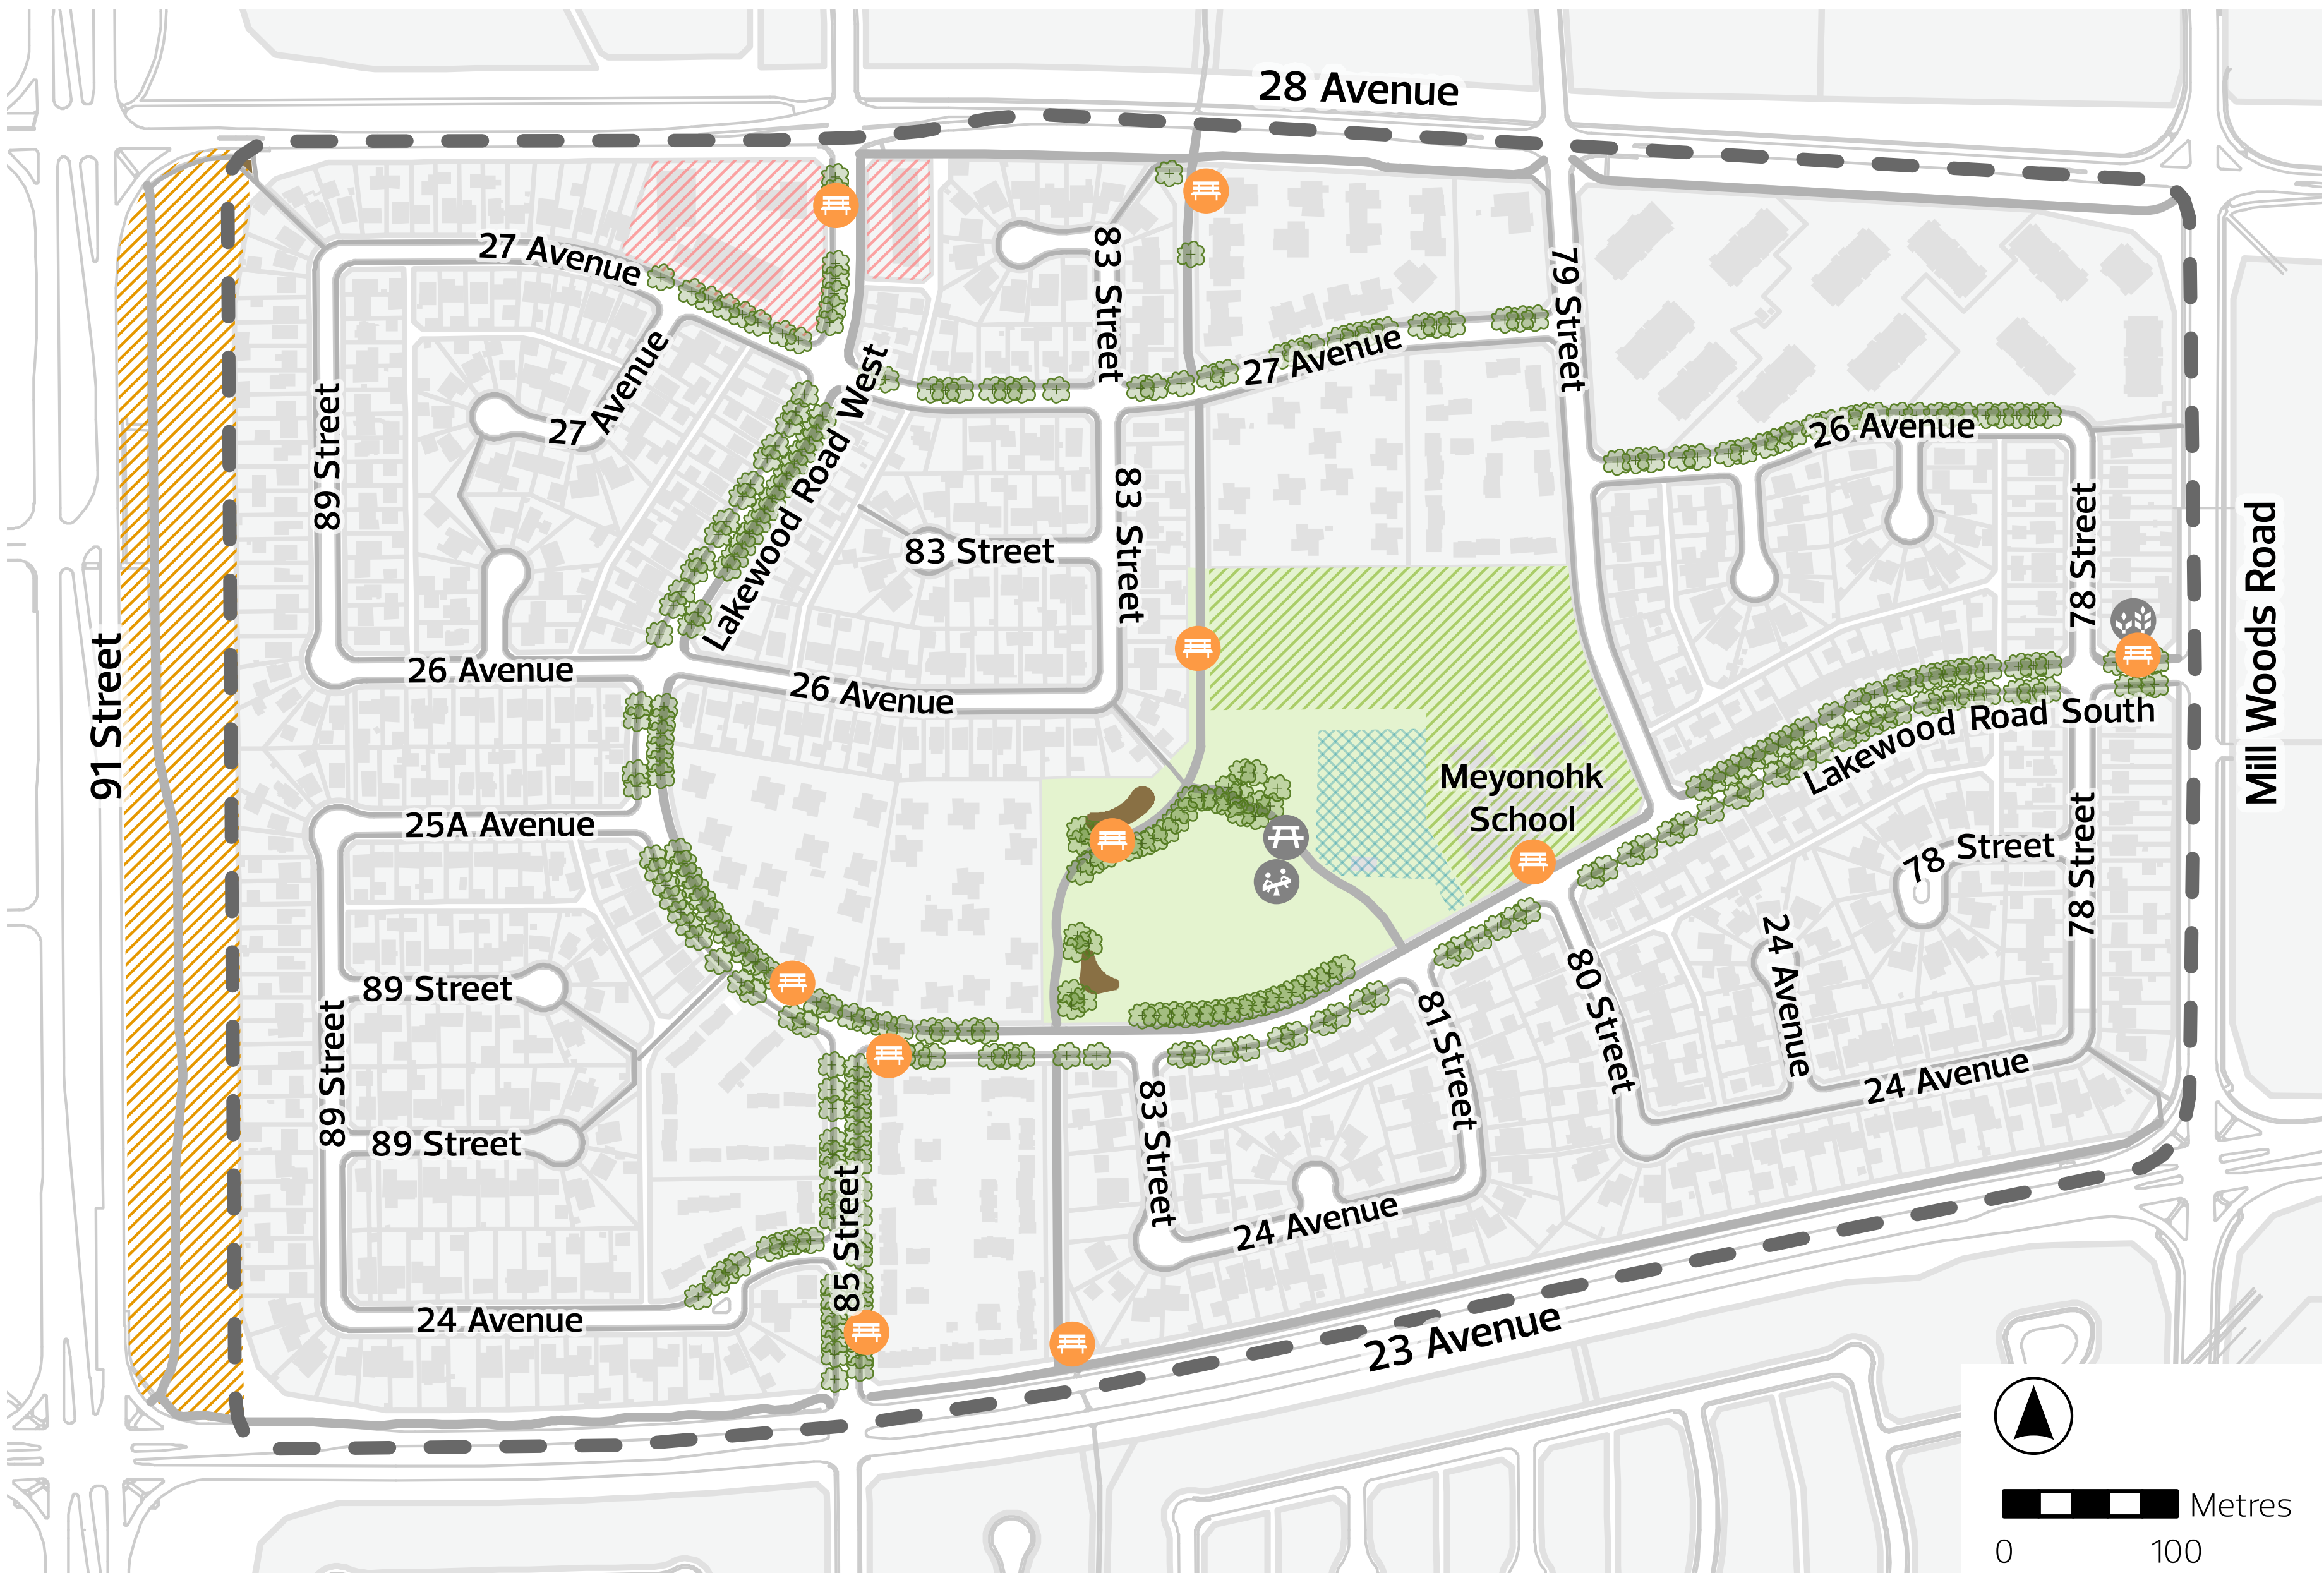 28 Avenue
27 Avenue
83 Street
79 Street
27 Avenue
27 Avenue
Lakewood Road West
89 Street
26 Avenue
83 Street
83 Street
78 Street
Mill Woods Road
91 Street
26 Avenue
26 Avenue
Lakewood Road South
Meyonohk
School
25A Avenue
78 Street
78 Street
89 Street
24 Avenue
80 Street
81 Street
89 Street
24 Avenue
83 Street
89 Street
85 Street
24 Avenue
24 Avenue
23 Avenue
Metres
0 100